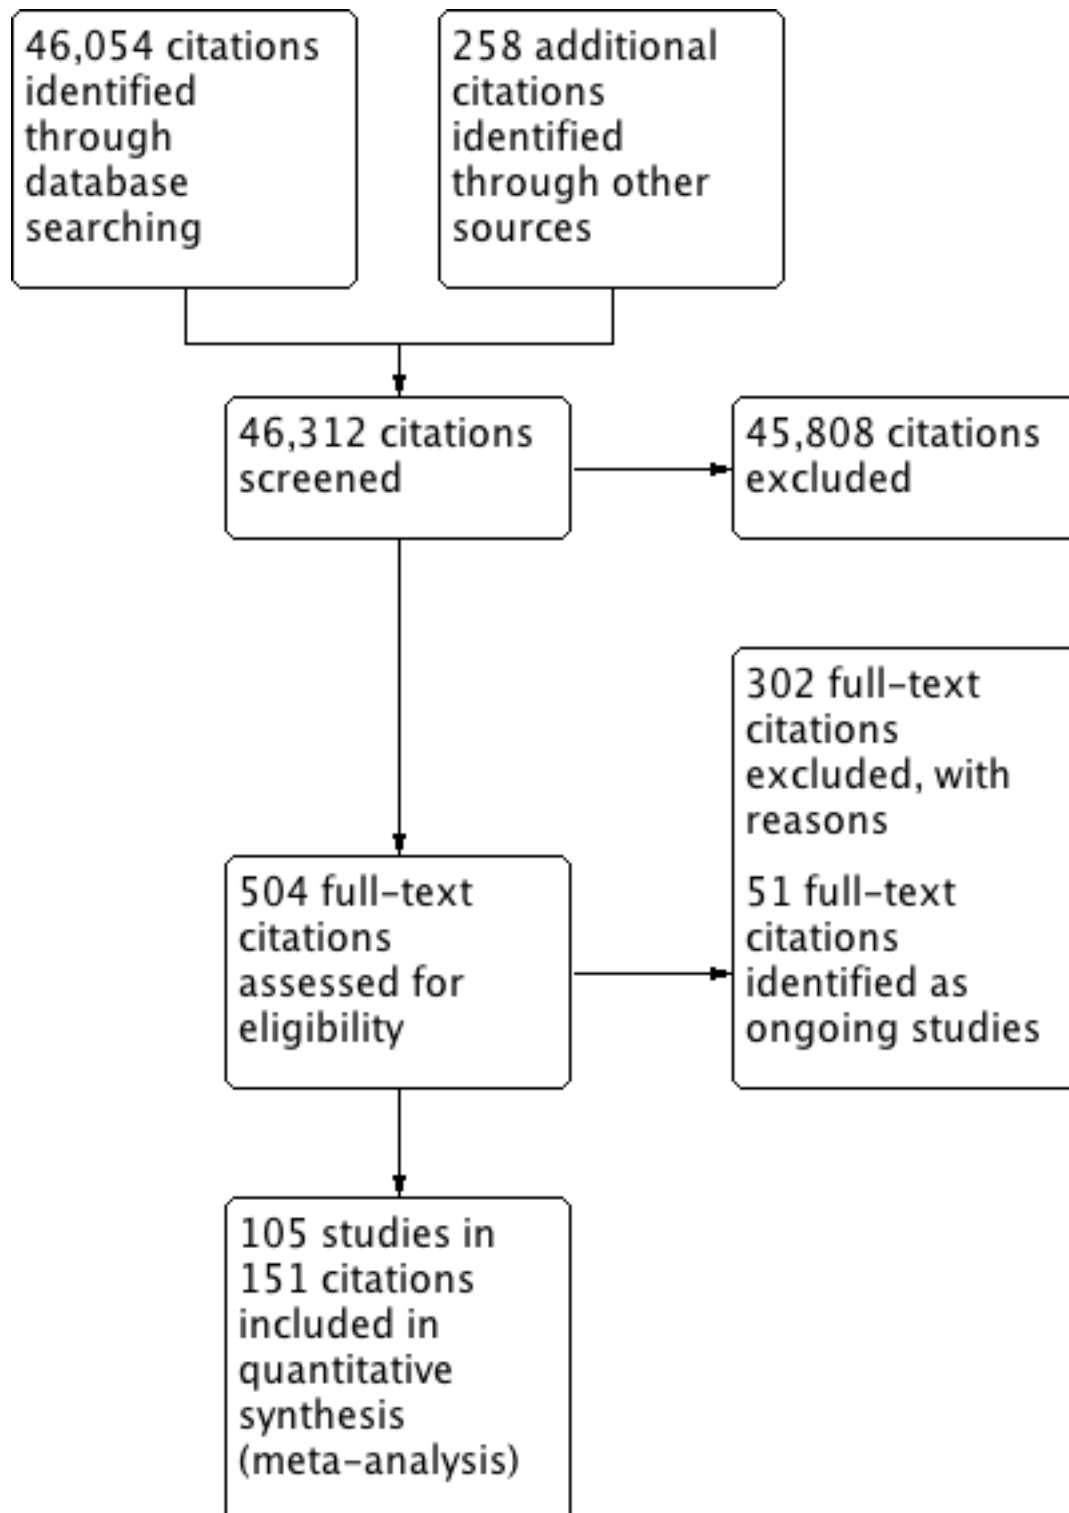 46,054 citations
identified
through
database
searching
258 additional
citations
identified
through other
sources
46,312 citations
screened
45,808 citations
excluded
302 full-text
citations
excluded, with
reasons
51 full-text
citations
identified as
ongoing studies
504 full-text
citations
assessed for
eligibility
105 studies in
151 citations
included in
quantitative
synthesis
(meta-analysis)